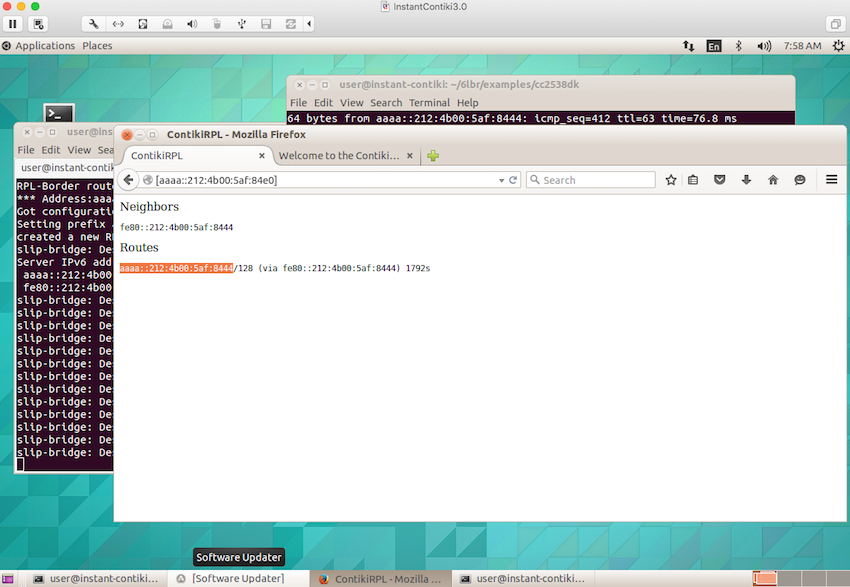 InstantContiki3.0
Applications Places
En
7:58 AM
user@instant-contiki: ~/6lbr/examples/cc2538dk
File Edit View Search Terminal Help
64 bytes from aaaa::212:4b00:5af:8444: icmp_seq=412 ttl=63 time=76.8 ms
user@ins
File Edit View Sea
user@instant-contik
RPL-Border rout
*** Address:aaa
Got configurati
Setting prefix
created a new R
slip-bridge: De
Server IPv6 add
aaaa::212:4b00
fe80::212:4b00
slip-bridge: De
slip-bridge: De
slip-bridge: De
slip-bridge: De
slip-bridge: De
slip-bridge: De
slip-bridge: De
slip-bridge: De
slip-bridge: De
slip-bridge: De
slip-bridge: De
slip-bridge: De
slip-bridge: De
ContikiRPL - Mozilla Firefox
ContikiRPL
Welcome to the Contiki...
[aaaa::212:4b00:5af:84e0]
Search
Neighbors
fe80::212:4b00:5af:8444
Routes
aaaa::212:4b00:5af:8444/128 (via fe80::212:4b00:5af:8444) 1792s
Software Updater
user@instant-contiki...
[Software Updater]
ContikiRPL - Mozilla ...
user@instant-contiki...